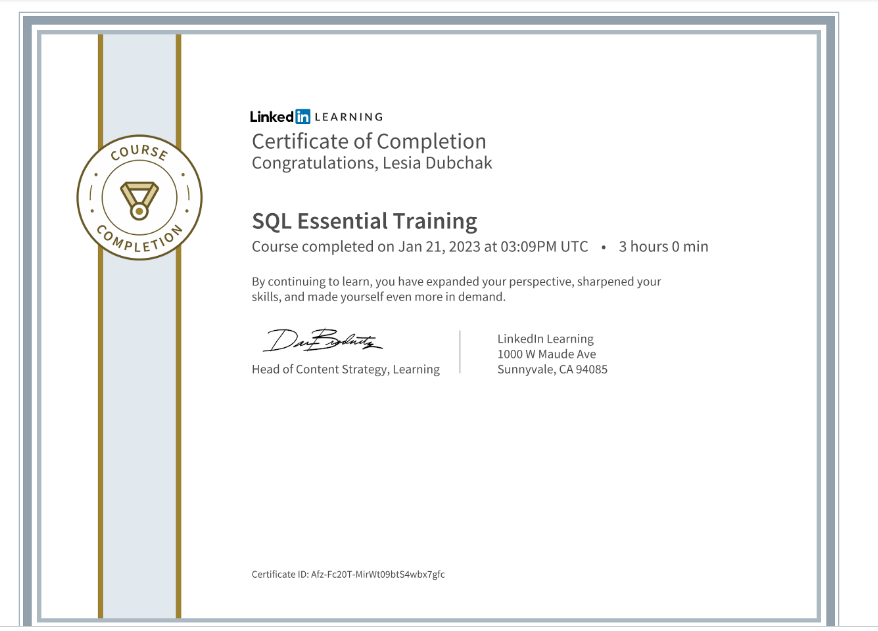 COURSE
COMPLETION
Linkedin LEARNING
Certificate of Completion
Congratulations, Lesia Dubchak
SQL Essential Training
Course completed on Jan 21, 2023 at 03:09PM UTC • 3 hours 0 min
By continuing to learn, you have expanded your perspective, sharpened your
skills, and made yourself even more in demand.
Head of Content Strategy, Learning
LinkedIn Learning
1000 W Maude Ave
Sunnyvale, CA 94085
Certificate ID: Afz-Fc20T-MirWt09btS4wbx7gfc